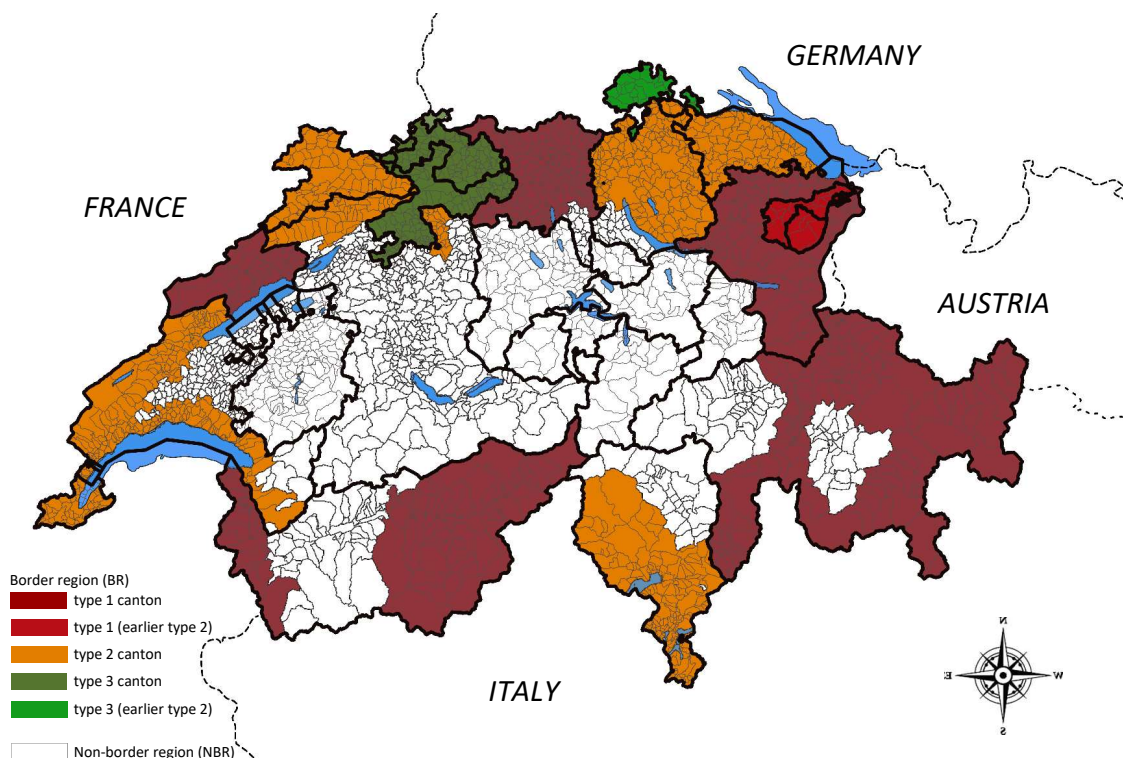 GERMANY
FRANCE
AUSTRIA
Border region (BR)
type 1 canton
type 1 (earlier type 2)
type 2 canton
type 3 canton
type 3 (earlier type 2)
Non-border region (NBR)
ITALY
N
E W
S